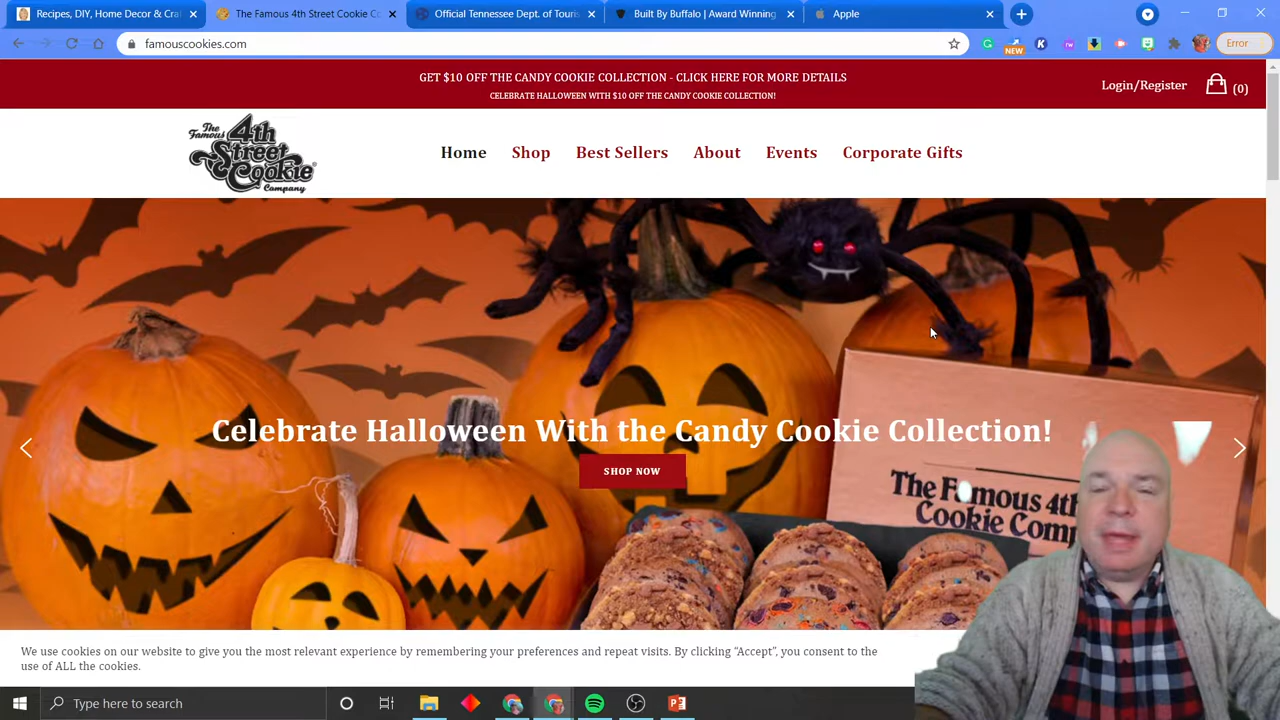 Recipes, DIY, Home Decor & Cra
The Famous 4th Street Cookie C
Official Tennessee Dept. of Touris
Built By Buffalo | Award Winning
Apple
famouscookies.com
NEW
Error
GET $10 OFF THE CANDY COOKIE COLLECTION - CLICK HERE FOR MORE DETAILS
CELEBRATE HALLOWEEN WITH $10 OFF THE CANDY COOKIE COLLECTION!
Login/Register
(0)
The Famous 4th Street Cookie Company
Home
Shop
Best Sellers
About
Events
Corporate Gifts
Celebrate Halloween With the Candy Cookie Collection!
SHOP NOW
The Famous 4th
Cookie Com
We use cookies on our website to give you the most relevant experience by remembering your preferences and repeat visits. By clicking “Accept”, you consent to the
use of ALL the cookies.
Type here to search